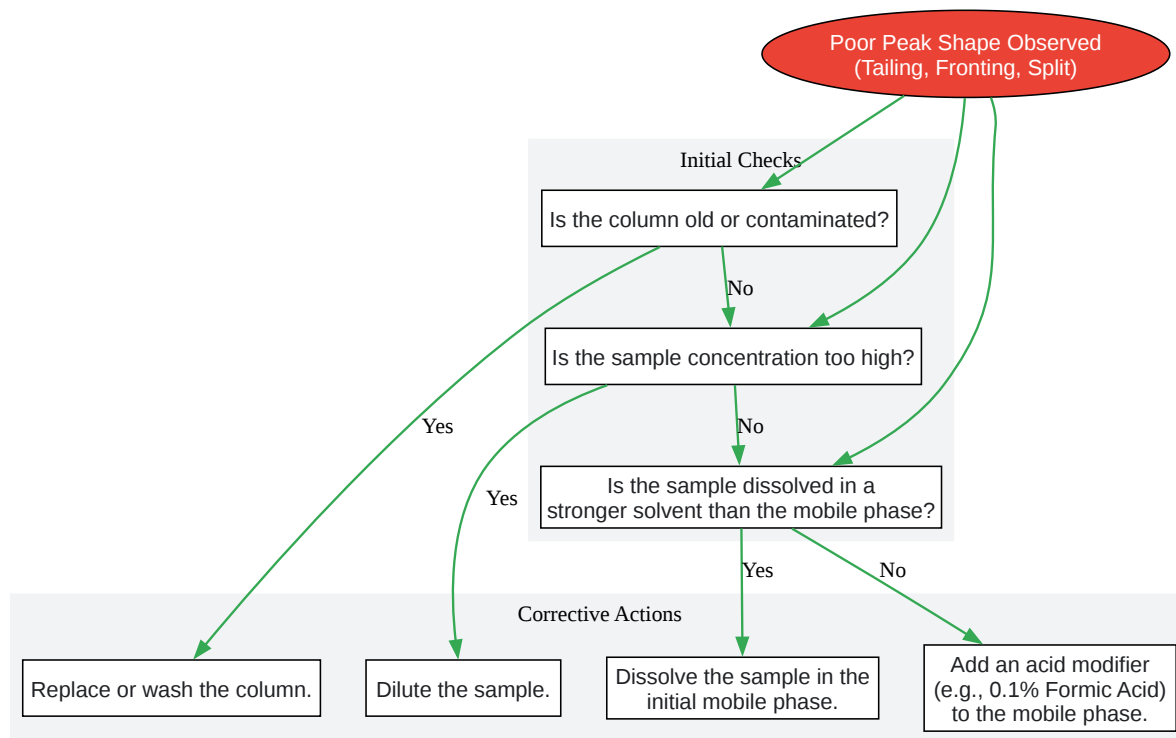 Poor Peak Shape Observed
(Tailing, Fronting, Split)
Initial Checks
Is the column old or contaminated?
No
Is the sample concentration too high?
Yes
No
Yes
Is the sample dissolved in a
stronger solvent than the mobile phase?
Yes
No
Corrective Actions
Replace or wash the column.
Dilute the sample.
Dissolve the sample in the
initial mobile phase.
Add an acid modifier
(e.g., 0.1% Formic Acid)
to the mobile phase.